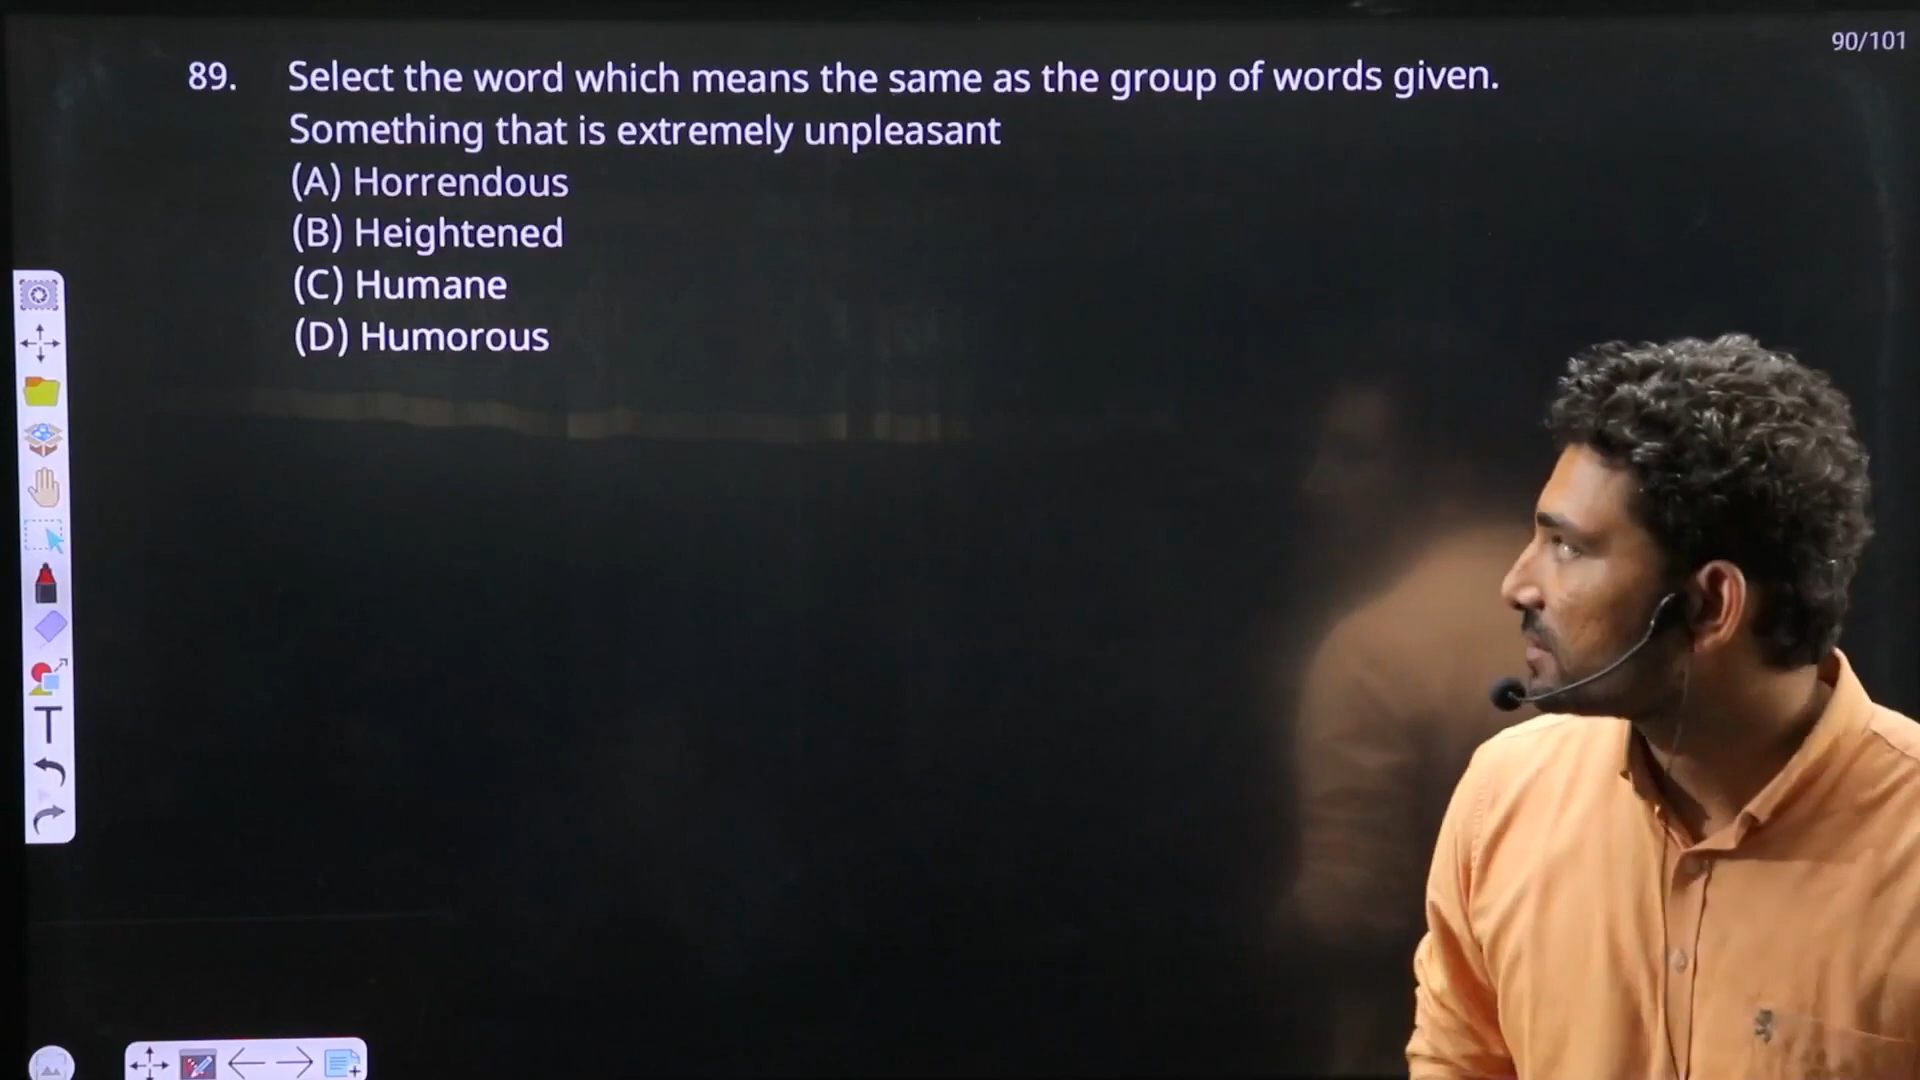 90/101
89. Select the word which means the same as the group of words given.
Something that is extremely unpleasant
(A) Horrendous
(B) Heightened
(C) Humane
(D) Humorous
T